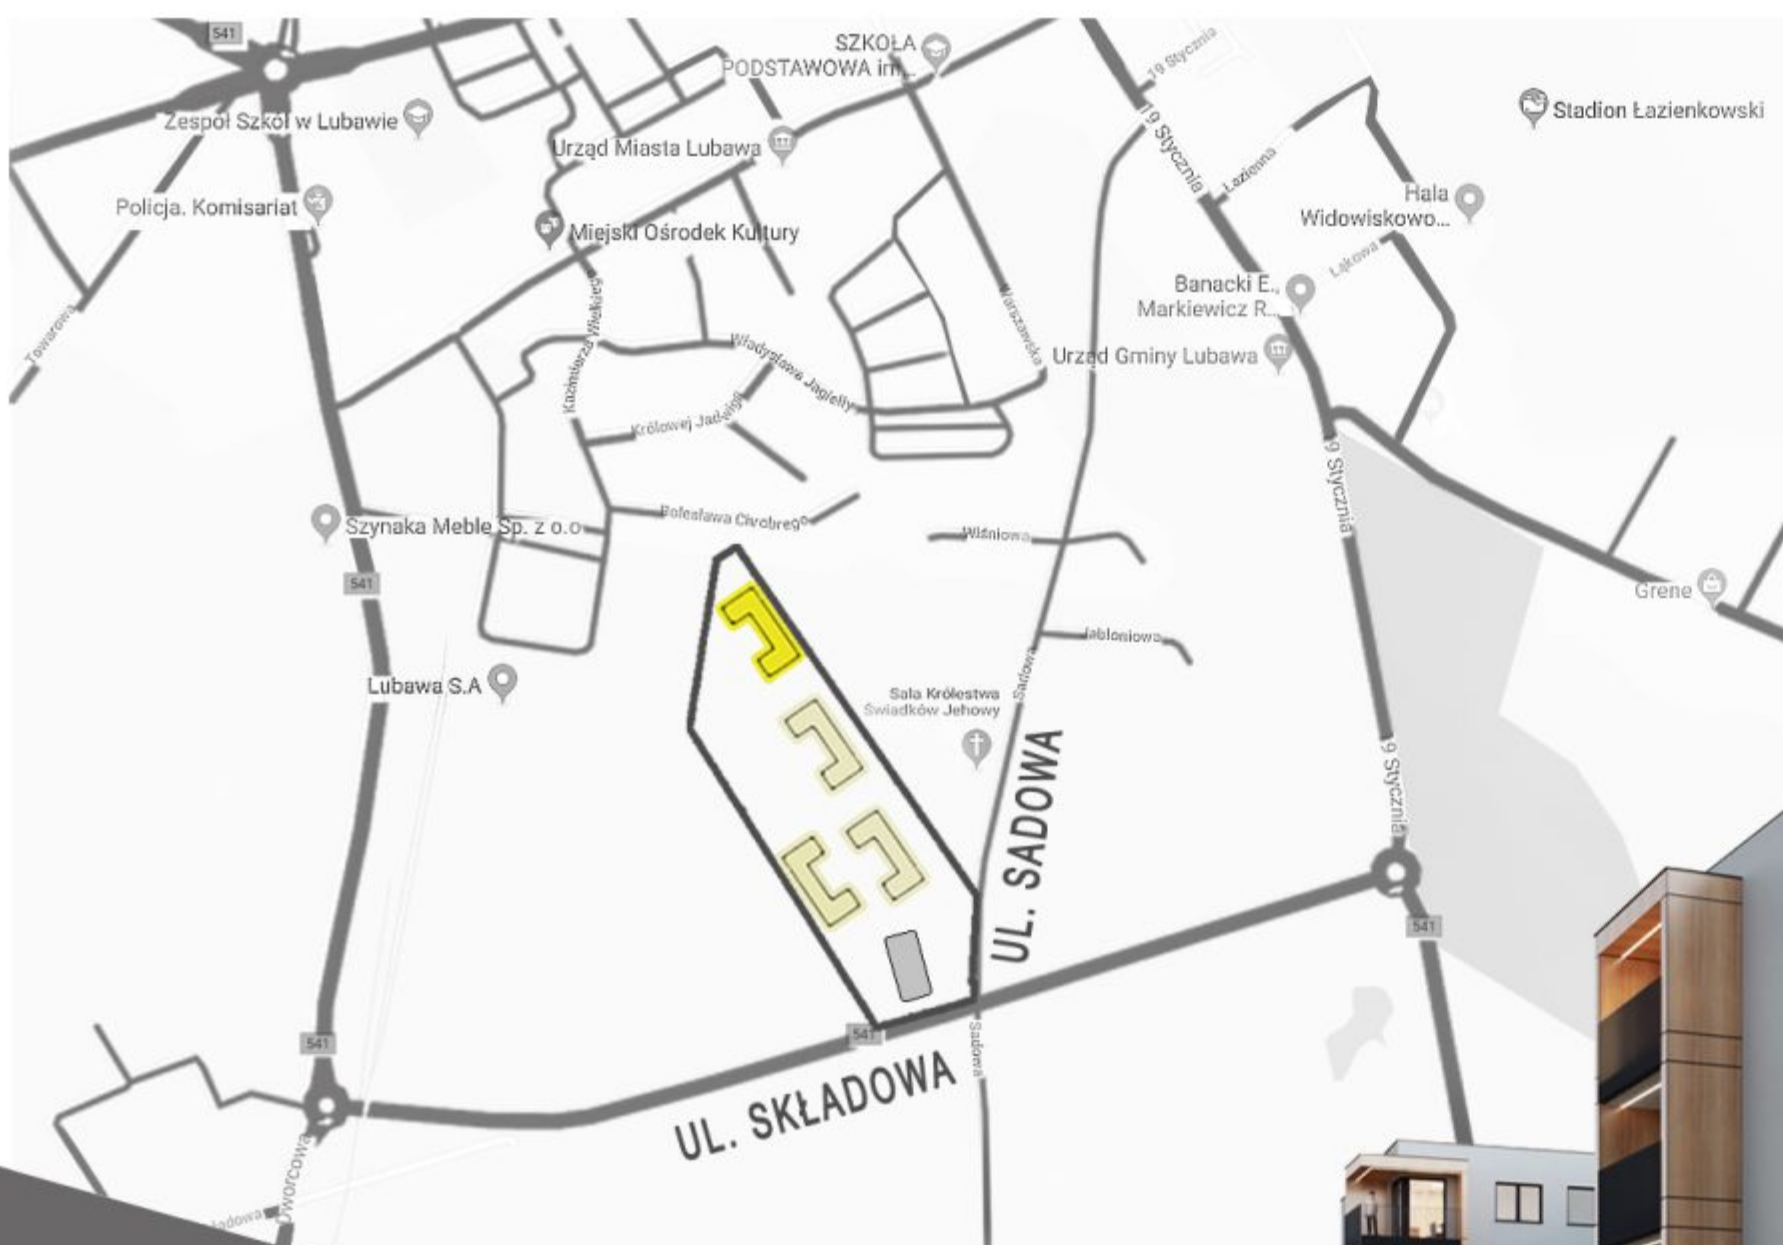 541
SZKOŁA
PODSTAWOWA im...
19 Stycznia
Zespół Szkół w Lubawie
Urząd Miasta Lubawa
19 Stycznia
Stadion Łazienkowski
Łazienna
Policja. Komisariat
Miejski Ośrodek Kultury
Hala
Widowiskowo...
Łąkowa
Banacki E.,
Markiewicz R...
Towarowa
Kazimierza Wielkiego
Władysława Jagiełły
Warszawska
Urząd Gminy Lubawa
Królowej Jadwigi
19 Stycznia
Szynaka Meble Sp. z o.o
Bolesława Chrobrego
Wiśniowa
541
Grene
Jabłoniowa
Lubawa S.A
Sala Królestwa
Świadków Jehowy
Sadowa
UL. SADOWA
19 Stycznia
541
541
541
Sadowa
UL. SKŁADOWA
Dworcowa